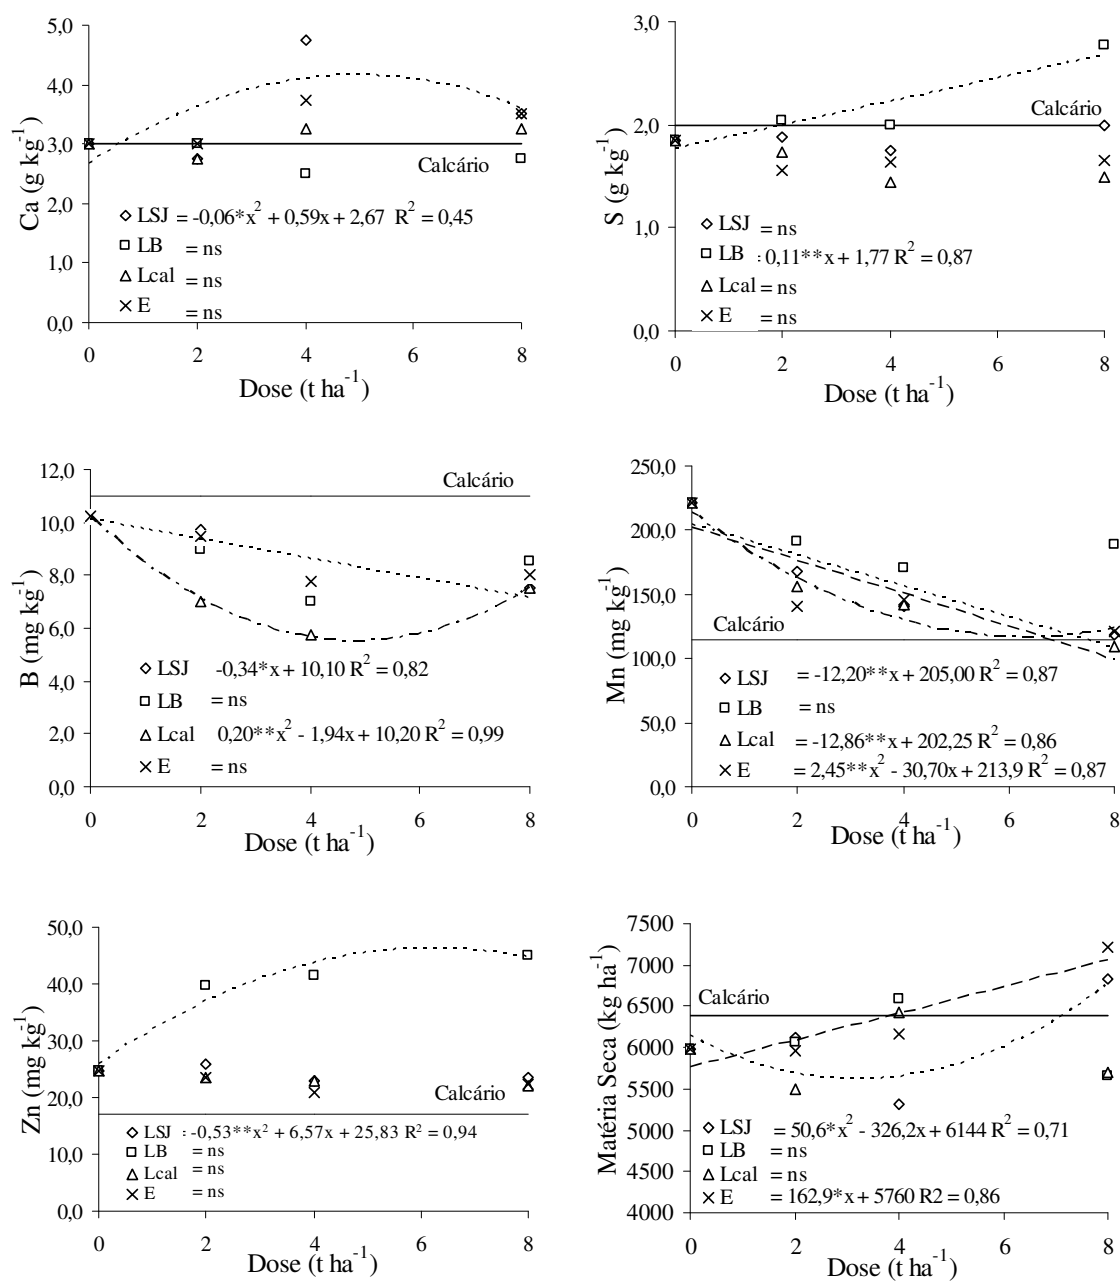 5,0
4,0
3,0
2,0
1,0
0,0
Ca (g kg⁻¹)
Calcário
LSJ = -0,06*x² + 0,59x + 2,67 R² = 0,45
LB = ns
Lcal = ns
E = ns
0 2 4 6 8
Dose (t ha⁻¹)
3,0
2,0
1,0
0,0
S (g kg⁻¹)
Calcário
LSJ = ns
LB : 0,11**x + 1,77 R² = 0,87
Lcal = ns
E = ns
0 2 4 6 8
Dose (t ha⁻¹)
12,0
10,0
8,0
6,0
4,0
2,0
0,0
B (mg kg⁻¹)
Calcário
LSJ -0,34*x + 10,10 R² = 0,82
LB = ns
Lcal 0,20**x² - 1,94x + 10,20 R² = 0,99
E = ns
0 2 4 6 8
Dose (t ha⁻¹)
250,0
200,0
150,0
100,0
50,0
0,0
Mn (mg kg⁻¹)
Calcário
LSJ = -12,20**x + 205,00 R² = 0,87
LB = ns
Lcal = -12,86**x + 202,25 R² = 0,86
E = 2,45**x² - 30,70x + 213,9 R² = 0,87
0 2 4 6 8
Dose (t ha⁻¹)
50,0
40,0
30,0
20,0
10,0
0,0
Zn (mg kg⁻¹)
Calcário
LSJ : -0,53**x² + 6,57x + 25,83 R² = 0,94
LB = ns
Lcal = ns
E = ns
0 2 4 6 8
Dose (t ha⁻¹)
7500
7000
6500
6000
5500
5000
4500
4000
Matéria Seca (kg ha⁻¹)
Calcário
LSJ = 50,6*x² - 326,2x + 6144 R² = 0,71
LB = ns
Lcal = ns
E = 162,9*x + 5760 R2 = 0,86
0 2 4 6 8
Dose (t ha⁻¹)